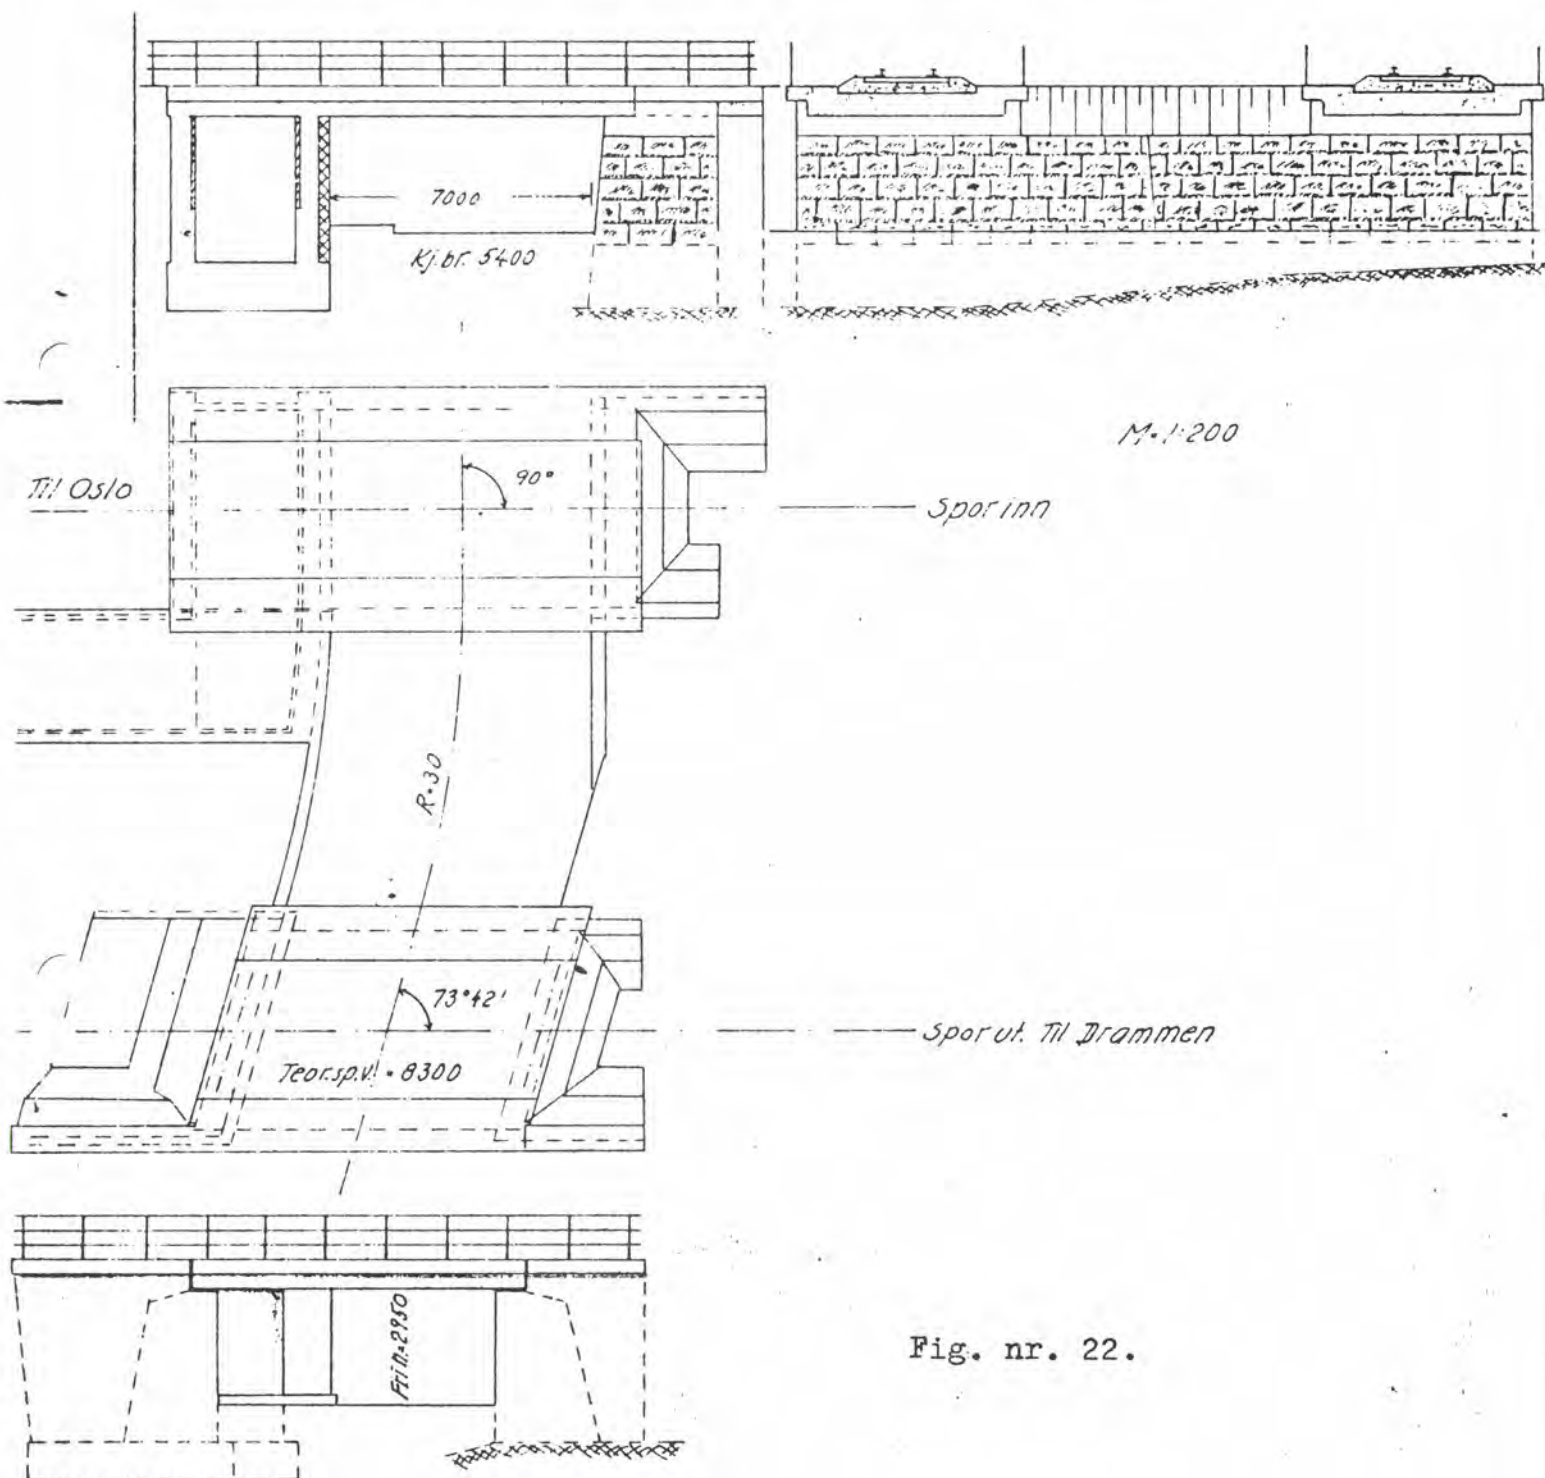 7000
Kj.br. 5400
M=1:200
90°
Til Oslo
Spor inn
R=30
73°42'
Spor ut. Til Drammen
Teor.sp.v. = 8300
Fri h.=2950
Fig. nr. 22.